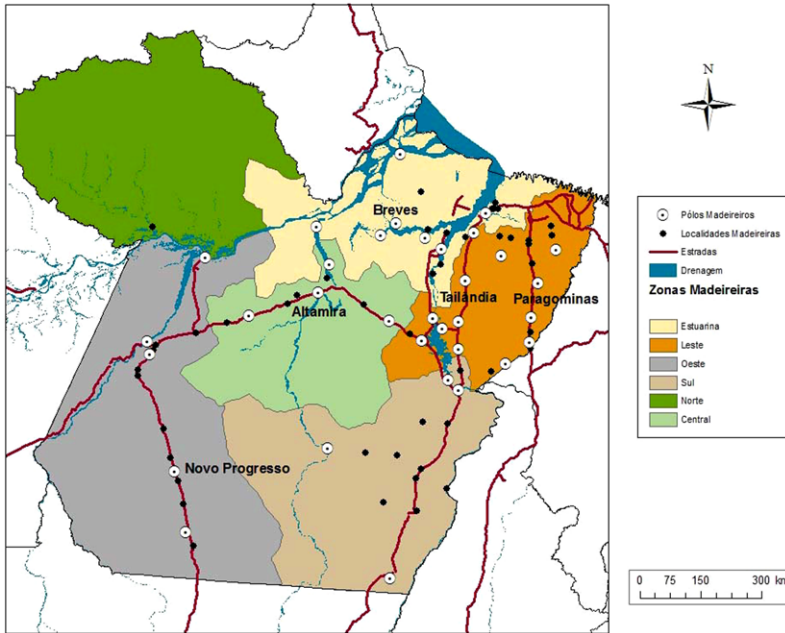 N
Breves
Tailândia
Paragominas
Altamira
Novo Progresso
Pólos Madeireiros
Localidades Madeireiras
Estradas
Drenagem
Zonas Madeireiras
Estuarina
Leste
Oeste
Sul
Norte
Central
0 75 150 300 km